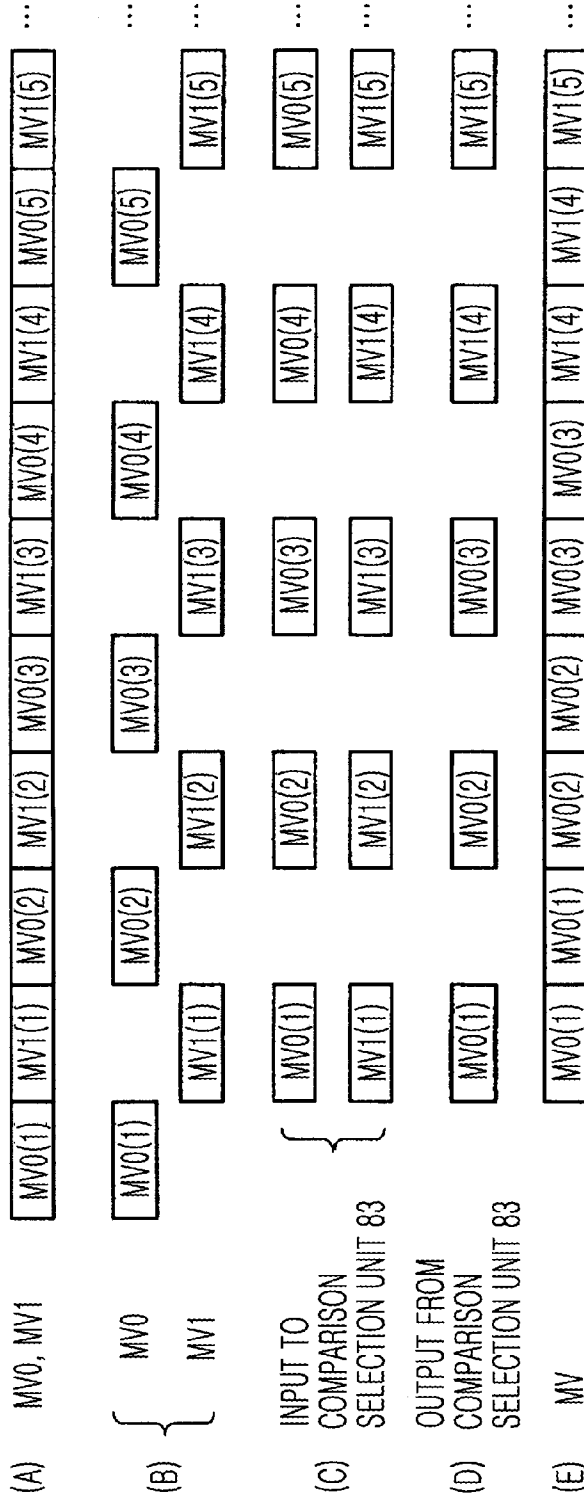 (A) MV0, MV1 MV0(1) MV1(1) MV0(2) MV1(2) MV0(3) MV1(3) MV0(4) MV1(4) MV0(5) MV1(5) ...
(B) MV0 MV0(1) MV0(2) MV0(3) MV0(4) MV0(5) ...
MV1 MV1(1) MV1(2) MV1(3) MV1(4) MV1(5) ...
(C) INPUT TO
COMPARISON
SELECTION UNIT 83
MV0(1) MV0(2) MV0(3) MV0(4) MV0(5) ...
MV1(1) MV1(2) MV1(3) MV1(4) MV1(5)
(D) OUTPUT FROM
COMPARISON
SELECTION UNIT 83
MV0(1) MV0(2) MV0(3) MV1(4) MV1(5) ...
(E) MV MV0(1) MV0(1) MV0(2) MV0(2) MV0(3) MV0(3) MV1(4) MV1(4) MV1(5) ...